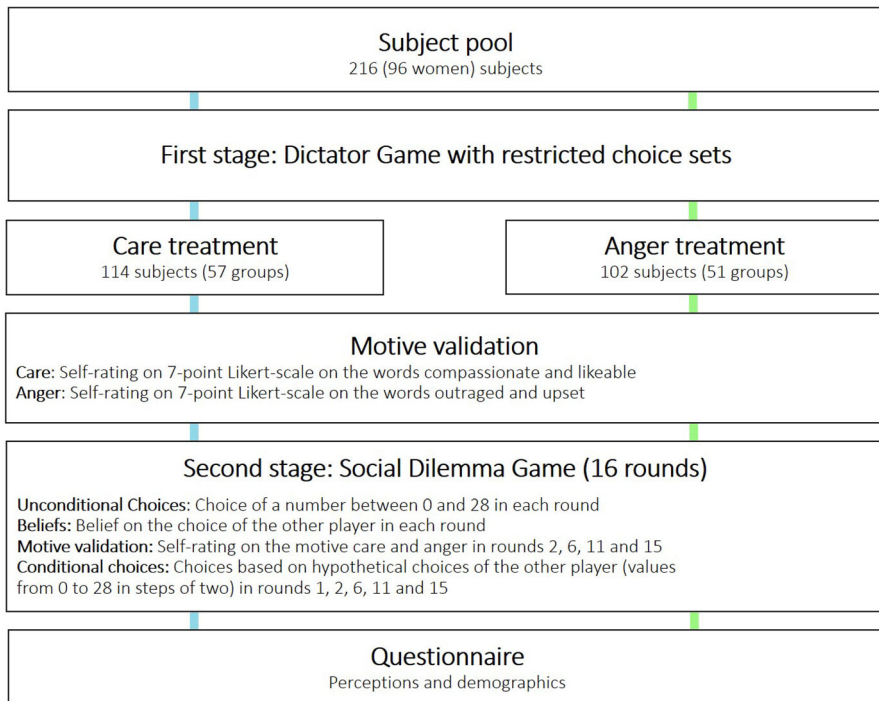 Subject pool
216 (96 women) subjects
First stage: Dictator Game with restricted choice sets
Care treatment
114 subjects (57 groups)
Anger treatment
102 subjects (51 groups)
Motive validation
Care: Self-rating on 7-point Likert-scale on the words compassionate and likeable
Anger: Self-rating on 7-point Likert-scale on the words outraged and upset
Second stage: Social Dilemma Game (16 rounds)
Unconditional Choices: Choice of a number between 0 and 28 in each round
Beliefs: Belief on the choice of the other player in each round
Motive validation: Self-rating on the motive care and anger in rounds 2, 6, 11 and 15
Conditional choices: Choices based on hypothetical choices of the other player (values
from 0 to 28 in steps of two) in rounds 1, 2, 6, 11 and 15
Questionnaire
Perceptions and demographics